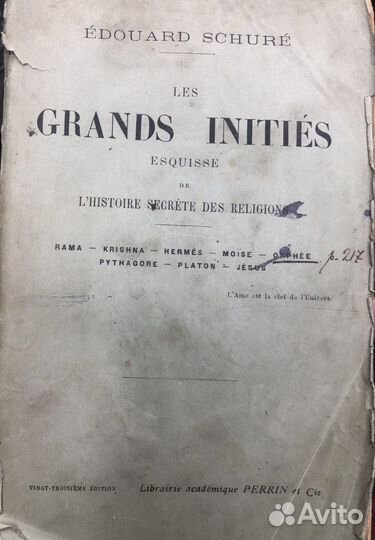 ÉDOUARD SCHURÉ
LES
GRANDS INITIÉS
ESQUISSE
DE
L'HISTOIRE SECRÈTE DES RELIGIONS
RAMA — KRISHNA — HERMÈS — MOÏSE — ORPHÉE p. 217
PYTHAGORE — PLATON — JÉSUS
L'Ame est la clef de l'Univers.
VINGT-TROISIÈME ÉDITION Librairie académique PERRIN et Cie
Avito